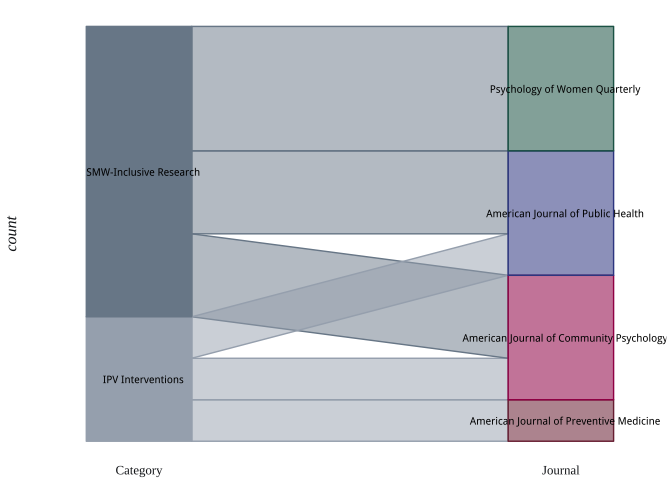 Psychology of Women Quarterly
SMW-Inclusive Research
American Journal of Public Health
count
American Journal of Community Psychology
IPV Interventions
American Journal of Preventive Medicine
Category
Journal